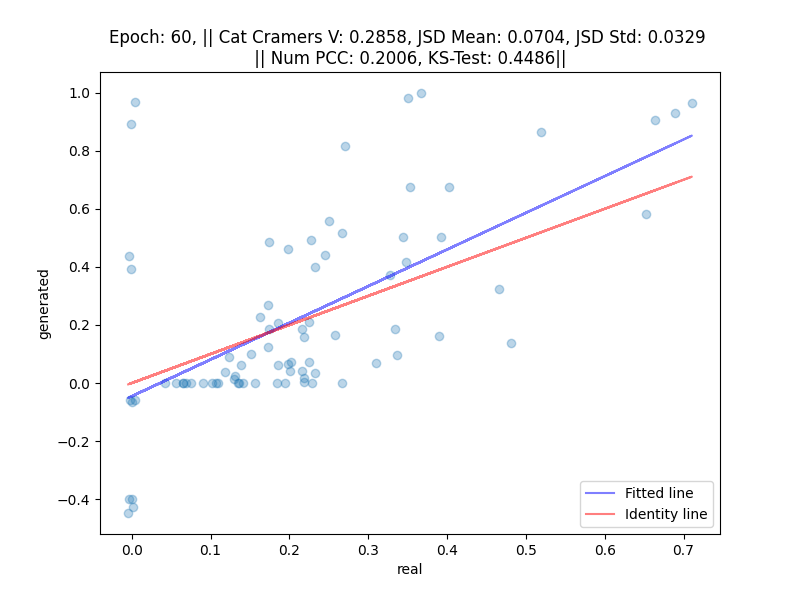 Epoch: 60, || Cat Cramers V: 0.2858, JSD Mean: 0.0704, JSD Std: 0.0329
|| Num PCC: 0.2006, KS-Test: 0.4486||
1.0
0.8
0.6
0.4
0.2
0.0
−0.2
−0.4
generated
Fitted line
Identity line
0.0 0.1 0.2 0.3 0.4 0.5 0.6 0.7
real